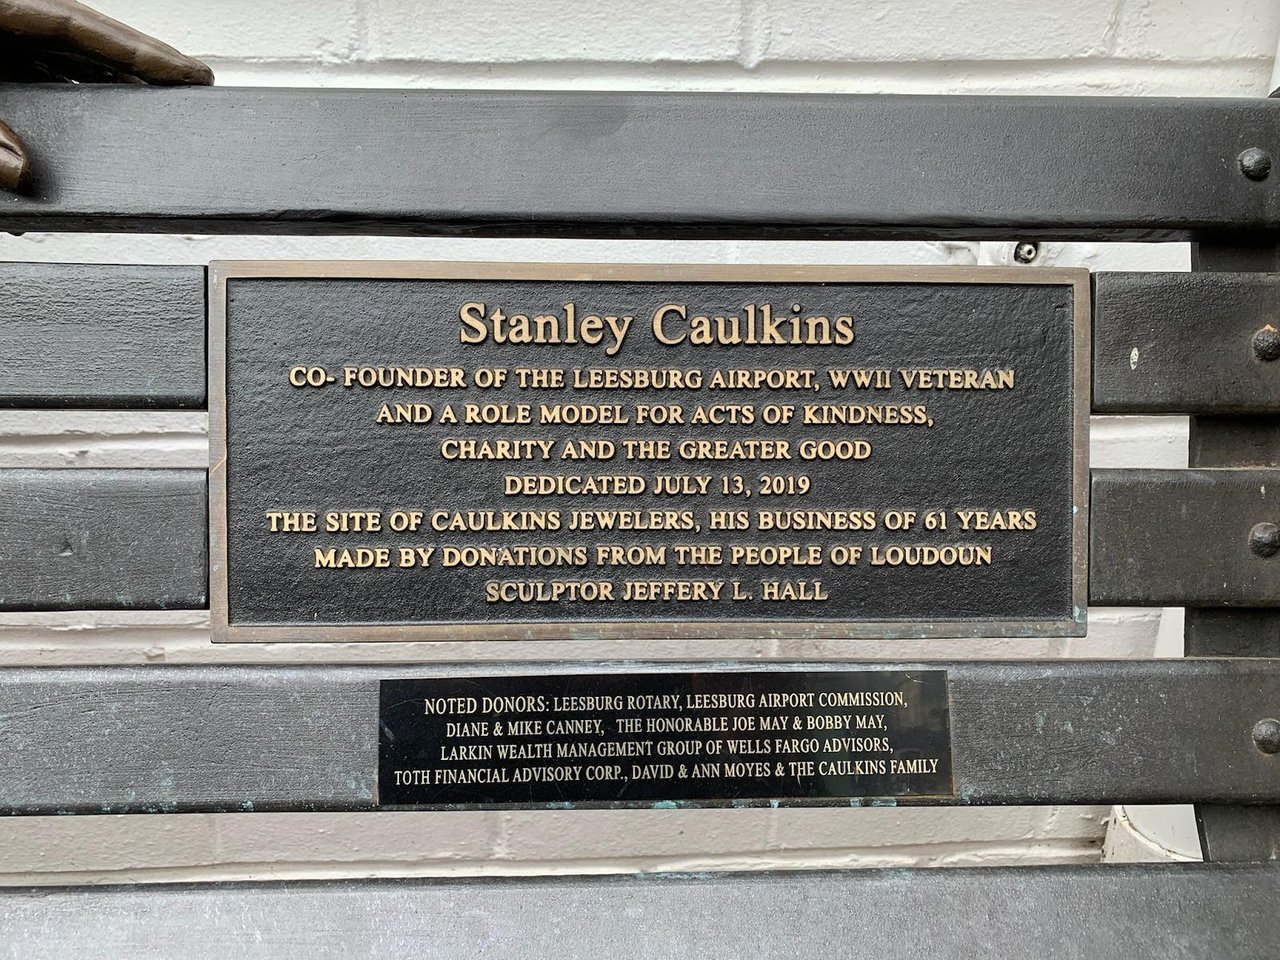 Stanley Caulkins
CO- FOUNDER OF THE LEESBURG AIRPORT, WWII VETERAN
AND A ROLE MODEL FOR ACTS OF KINDNESS,
CHARITY AND THE GREATER GOOD
DEDICATED JULY 13, 2019
THE SITE OF CAULKINS JEWELERS, HIS BUSINESS OF 61 YEARS
MADE BY DONATIONS FROM THE PEOPLE OF LOUDOUN
SCULPTOR JEFFERY L. HALL
NOTED DONORS: LEESBURG ROTARY, LEESBURG AIRPORT COMMISSION,
DIANE & MIKE CANNEY, THE HONORABLE JOE MAY & BOBBY MAY,
LARKIN WEALTH MANAGEMENT GROUP OF WELLS FARGO ADVISORS,
TOTH FINANCIAL ADVISORY CORP., DAVID & ANN MOYES & THE CAULKINS FAMILY